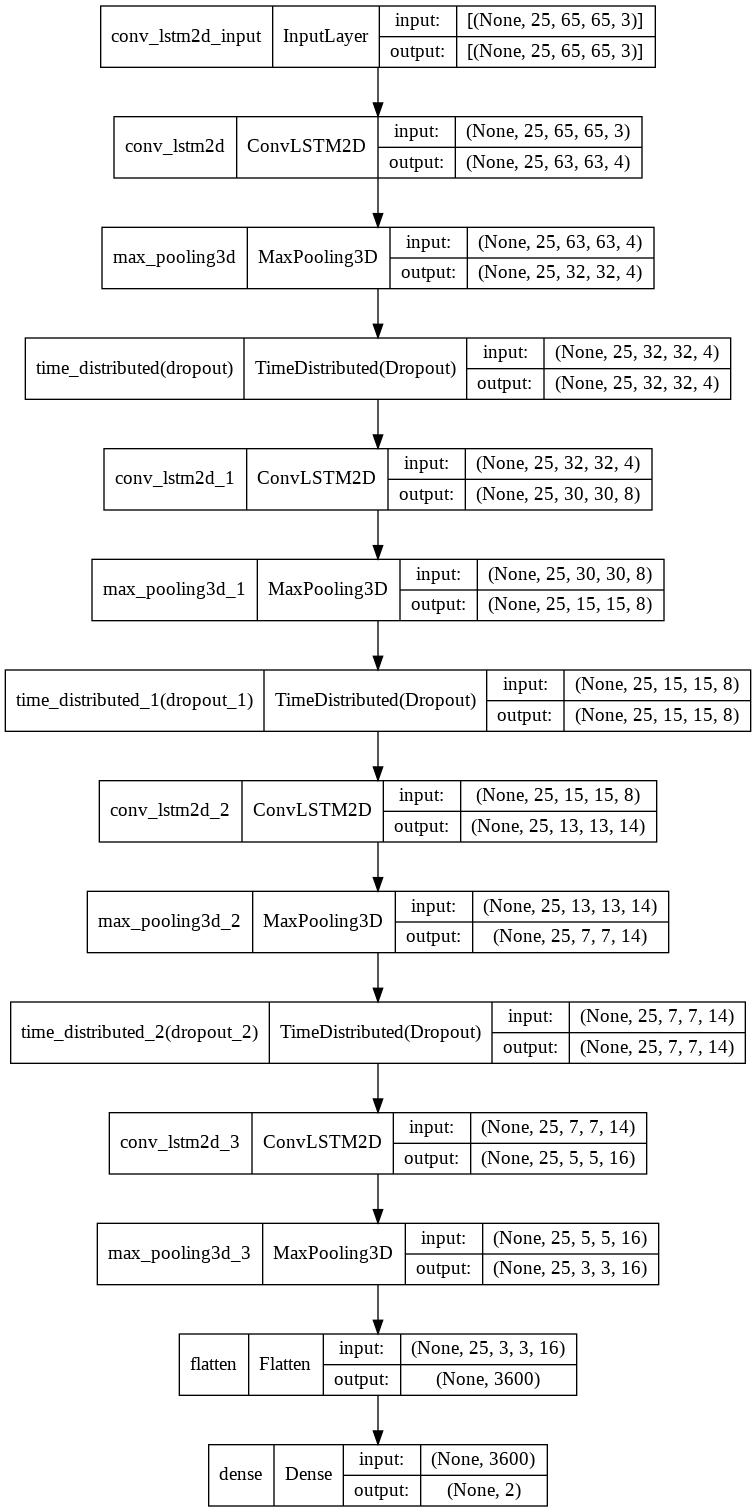 conv_lstm2d_input InputLayer input: [(None, 25, 65, 65, 3)]
output: [(None, 25, 65, 65, 3)]
conv_lstm2d ConvLSTM2D input: (None, 25, 65, 65, 3)
output: (None, 25, 63, 63, 4)
max_pooling3d MaxPooling3D input: (None, 25, 63, 63, 4)
output: (None, 25, 32, 32, 4)
time_distributed(dropout) TimeDistributed(Dropout) input: (None, 25, 32, 32, 4)
output: (None, 25, 32, 32, 4)
conv_lstm2d_1 ConvLSTM2D input: (None, 25, 32, 32, 4)
output: (None, 25, 30, 30, 8)
max_pooling3d_1 MaxPooling3D input: (None, 25, 30, 30, 8)
output: (None, 25, 15, 15, 8)
time_distributed_1(dropout_1) TimeDistributed(Dropout) input: (None, 25, 15, 15, 8)
output: (None, 25, 15, 15, 8)
conv_lstm2d_2 ConvLSTM2D input: (None, 25, 15, 15, 8)
output: (None, 25, 13, 13, 14)
max_pooling3d_2 MaxPooling3D input: (None, 25, 13, 13, 14)
output: (None, 25, 7, 7, 14)
time_distributed_2(dropout_2) TimeDistributed(Dropout) input: (None, 25, 7, 7, 14)
output: (None, 25, 7, 7, 14)
conv_lstm2d_3 ConvLSTM2D input: (None, 25, 7, 7, 14)
output: (None, 25, 5, 5, 16)
max_pooling3d_3 MaxPooling3D input: (None, 25, 5, 5, 16)
output: (None, 25, 3, 3, 16)
flatten Flatten input: (None, 25, 3, 3, 16)
output: (None, 3600)
dense Dense input: (None, 3600)
output: (None, 2)